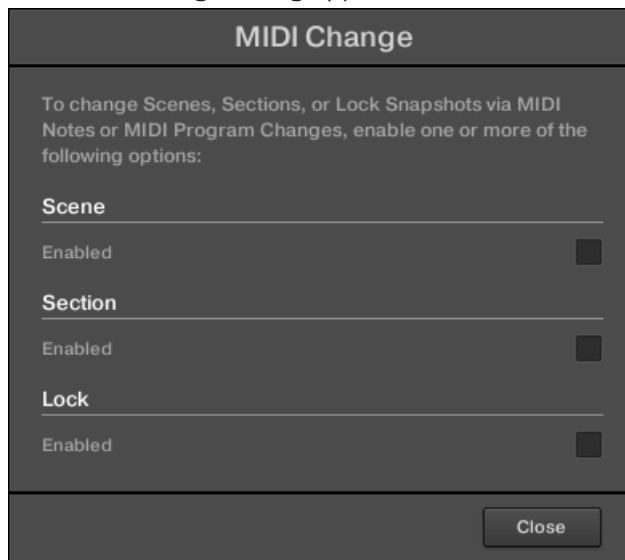 MIDI Change
To change Scenes, Sections, or Lock Snapshots via MIDI
Notes or MIDI Program Changes, enable one or more of the
following options:
Scene
Enabled
Section
Enabled
Lock
Enabled
Close